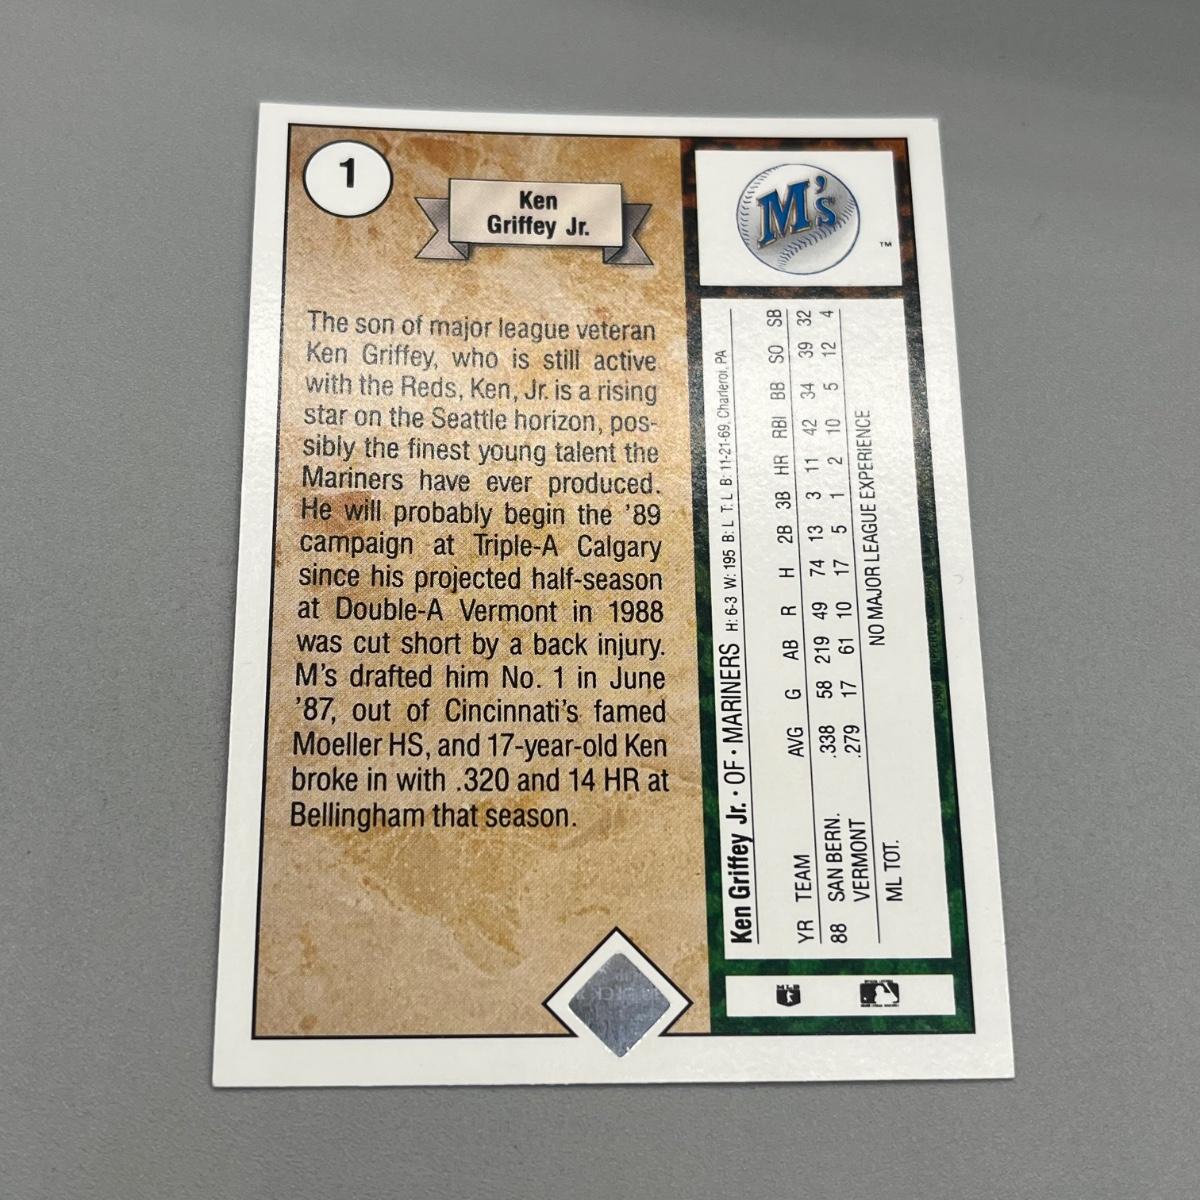 1
Ken
Griffey Jr.
The son of major league veteran
Ken Griffey, who is still active
with the Reds, Ken, Jr. is a rising
star on the Seattle horizon, pos-
sibly the finest young talent the
Mariners have ever produced.
He will probably begin the '89
campaign at Triple-A Calgary
since his projected half-season
at Double-A Vermont in 1988
was cut short by a back injury.
M's drafted him No. 1 in June
'87, out of Cincinnati's famed
Moeller HS, and 17-year-old Ken
broke in with .320 and 14 HR at
Bellingham that season.
M's
TM
Ken Griffey Jr. • OF • MARINERS H: 6-3 W: 195 B: L T: L B: 11-21-69, Charleroi, PA
YR TEAM AVG G AB R H 2B 3B HR RBI BB SO SB
88 SAN BERN. .338 58 219 49 74 13 3 11 42 34 39 32
VERMONT .279 17 61 10 17 5 1 2 10 5 12 4
ML TOT. NO MAJOR LEAGUE EXPERIENCE